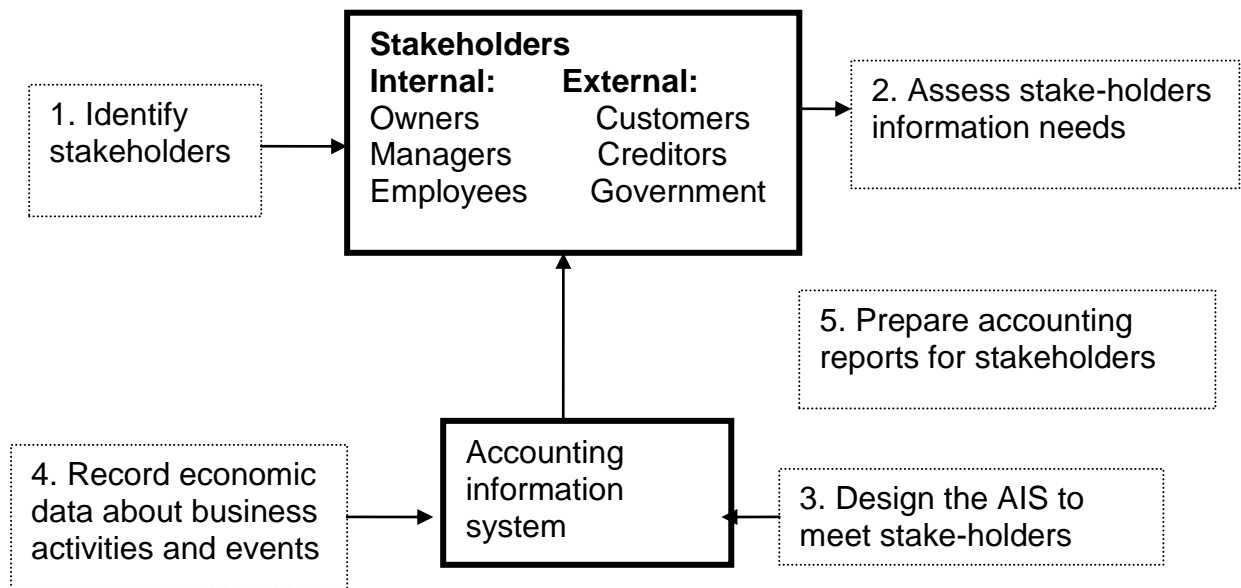 Stakeholders
Internal: External:
Owners Customers
Managers Creditors
Employees Government
1. Identify
stakeholders
2. Assess stake-holders
information needs
5. Prepare accounting
reports for stakeholders
Accounting
information
system
4. Record economic
data about business
activities and events
3. Design the AIS to
meet stake-holders